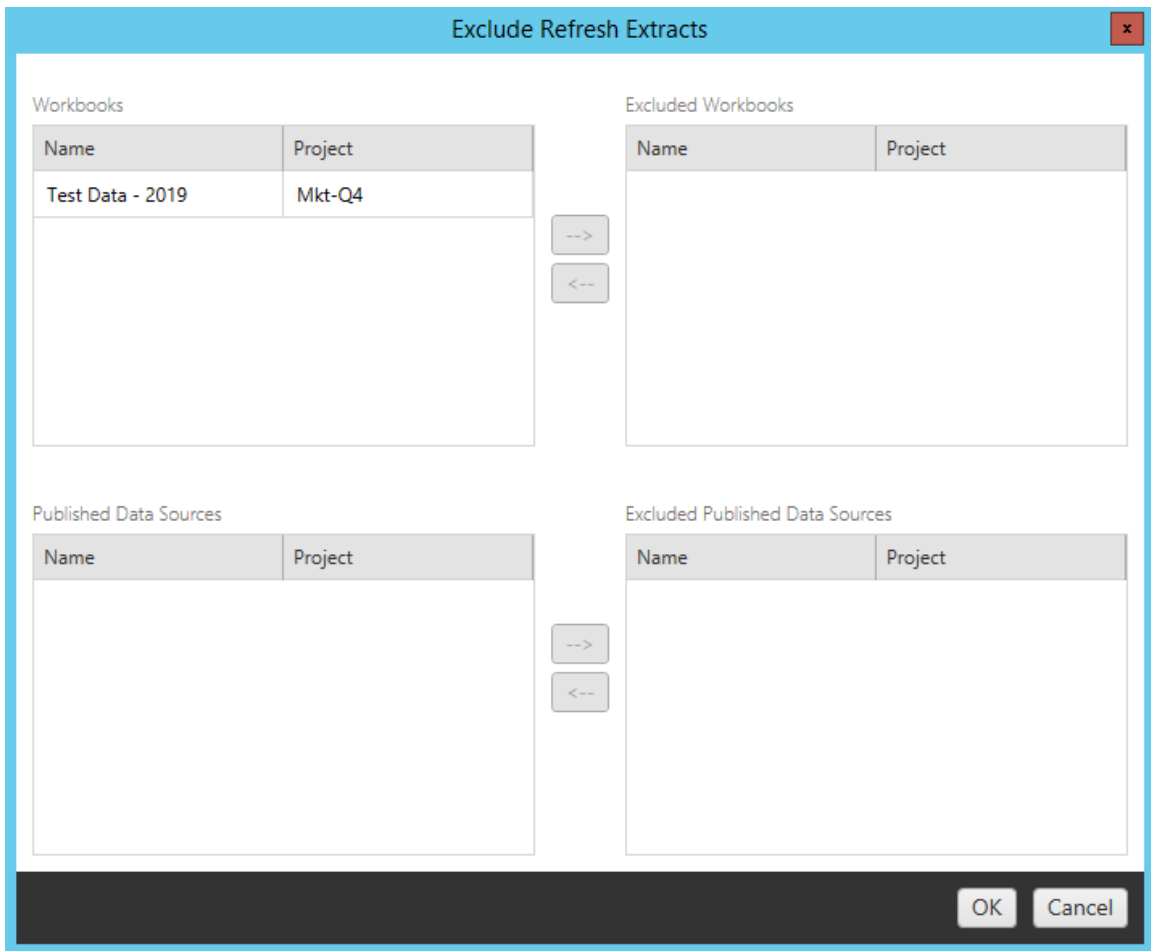 Exclude Refresh Extracts
x
Workbooks
Name Project
Test Data - 2019 Mkt-Q4
-->
<--
Excluded Workbooks
Name Project
Published Data Sources
Name Project
-->
<--
Excluded Published Data Sources
Name Project
OK Cancel